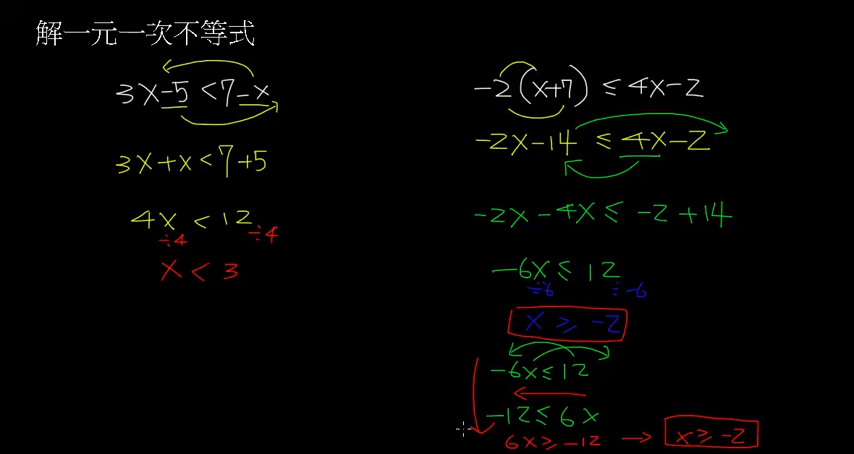 解一元一次不等式
3x-5<7-x
3x+x<7+5
4x<12
÷4 ÷4
x<3
-2(x+7)≤4x-2
-2x-14≤4x-2
-2x-4x≤-2+14
-6x≤12
÷-6 ÷-6
x≥-2
-6x≤12
-12≤6x
6x≥-12→x≥-2